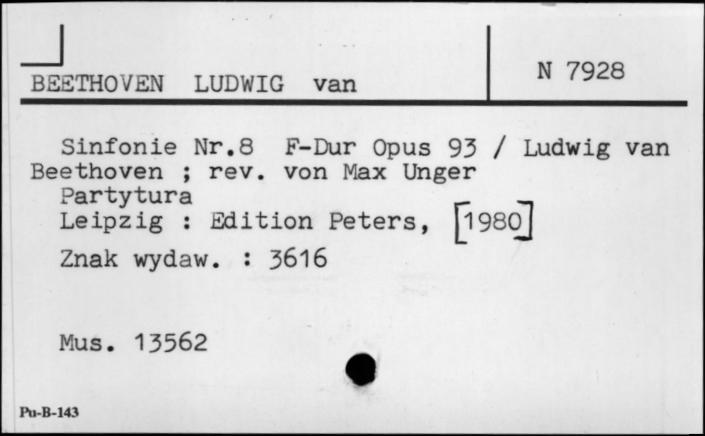 BEETHOVEN LUDWIG van
N 7928
Sinfonie Nr.8 F-Dur Opus 93 / Ludwig van
Beethoven ; rev. von Max Unger
Partytura
Leipzig : Edition Peters, [1980]
Znak wydaw. : 3616
Mus. 13562
Pu-B-143